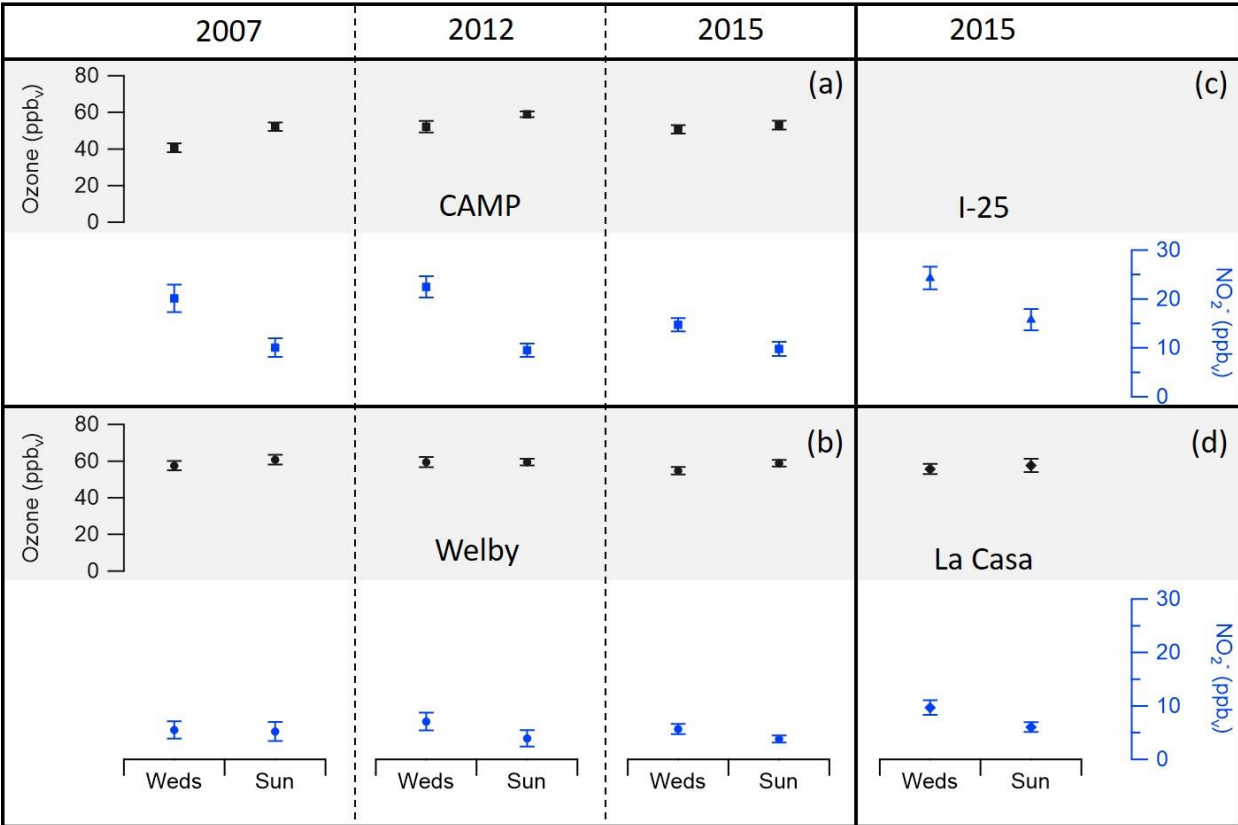 2007 2012 2015 2015
Ozone (ppbv)
80
60
40
20
0
(a)
CAMP
(c)
I-25
30
20
10
0
NO2* (ppbv)
Ozone (ppbv)
80
60
40
20
0
(b)
Welby
(d)
La Casa
30
20
10
0
NO2* (ppbv)
Weds Sun Weds Sun Weds Sun Weds Sun